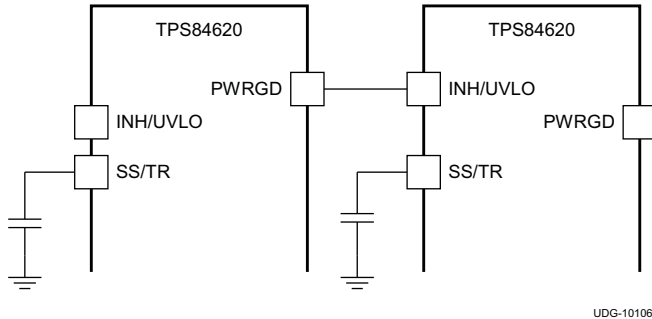 TPS84620
TPS84620
PWRGD
INH/UVLO
INH/UVLO
PWRGD
SS/TR
SS/TR
UDG-10106